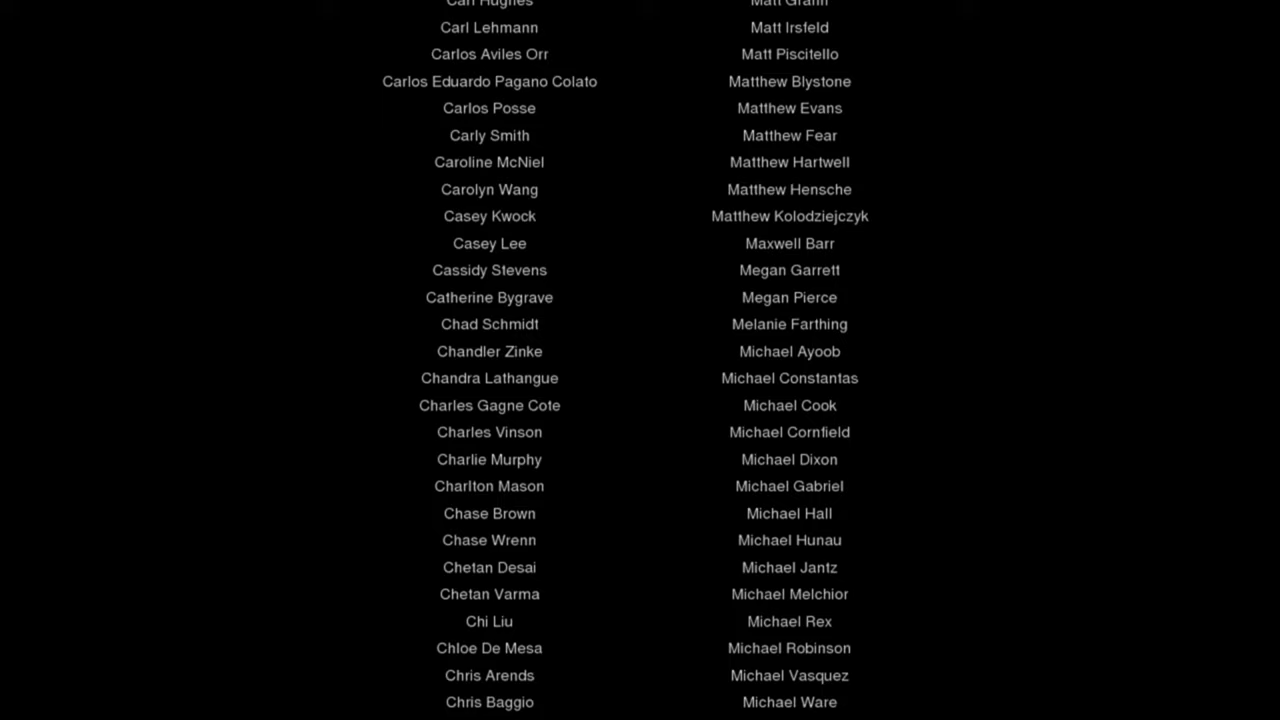 Carl Hughes
Carl Lehmann
Carlos Aviles Orr
Carlos Eduardo Pagano Colato
Carlos Posse
Carly Smith
Caroline McNiel
Carolyn Wang
Casey Kwock
Casey Lee
Cassidy Stevens
Catherine Bygrave
Chad Schmidt
Chandler Zinke
Chandra Lathangue
Charles Gagne Cote
Charles Vinson
Charlie Murphy
Charlton Mason
Chase Brown
Chase Wrenn
Chetan Desai
Chetan Varma
Chi Liu
Chloe De Mesa
Chris Arends
Chris Baggio
Matt
Matt Irsfeld
Matt Piscitello
Matthew Blystone
Matthew Evans
Matthew Fear
Matthew Hartwell
Matthew Hensche
Matthew Kolodziejczyk
Maxwell Barr
Megan Garrett
Megan Pierce
Melanie Farthing
Michael Ayoob
Michael Constantas
Michael Cook
Michael Cornfield
Michael Dixon
Michael Gabriel
Michael Hall
Michael Hunau
Michael Jantz
Michael Melchior
Michael Rex
Michael Robinson
Michael Vasquez
Michael Ware